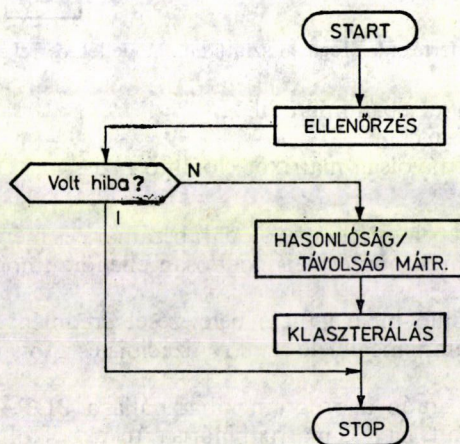 START
ELLENŐRZÉS
Volt hiba?
N
I
HASONLÓSÁG/
TÁVOLSÁG MÁTR.
KLASZTERÁLÁS
STOP